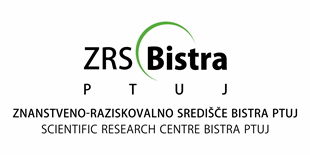 ZRS Bistra
PTUJ
ZNANSTVENO-RAZISKOVALNO SREDIŠČE BISTRA PTUJ
SCIENTIFIC RESEARCH CENTRE BISTRA PTUJ